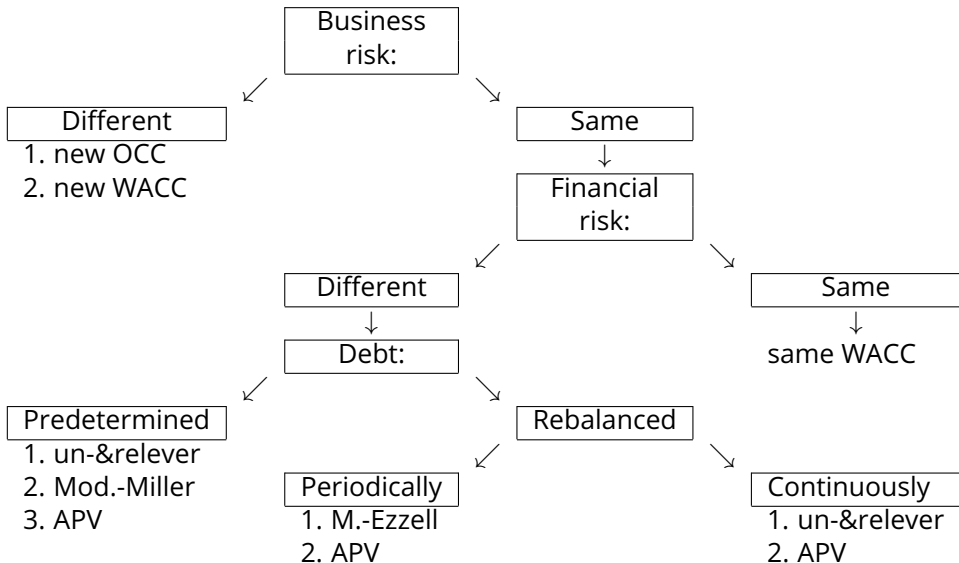 Business
risk:
Different
Same
1. new OCC
2. new WACC
Financial
risk:
Different
Same
Debt:
same WACC
Predetermined
Rebalanced
1. un-&relever
2. Mod.-Miller
3. APV
Periodically
1. M.-Ezzell
2. APV
Continuously
1. un-&relever
2. APV